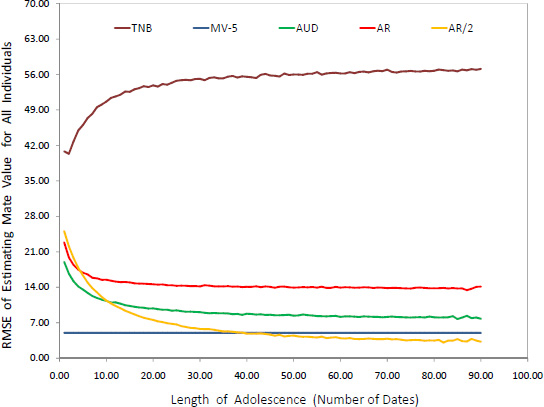 63.00
TNB MV-5 AUD AR AR/2
56.00
49.00
42.00
35.00
28.00
21.00
14.00
7.00
0.00
0.00 10.00 20.00 30.00 40.00 50.00 60.00 70.00 80.00 90.00 100.00
RMSE of Estimating Mate Value for All Individuals
Length of Adolescence (Number of Dates)